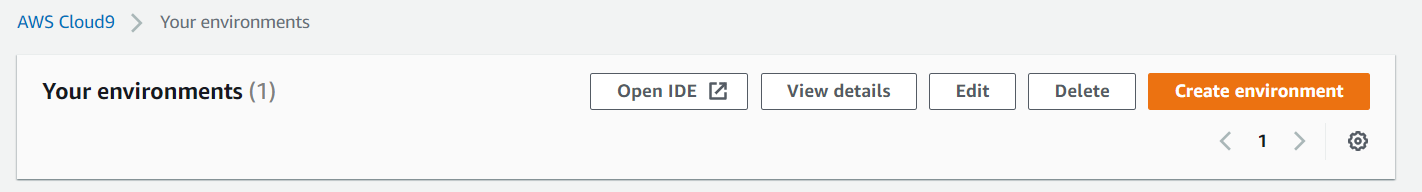 AWS Cloud9 > Your environments
Your environments (1) Open IDE View details Edit Delete Create environment
< 1 >